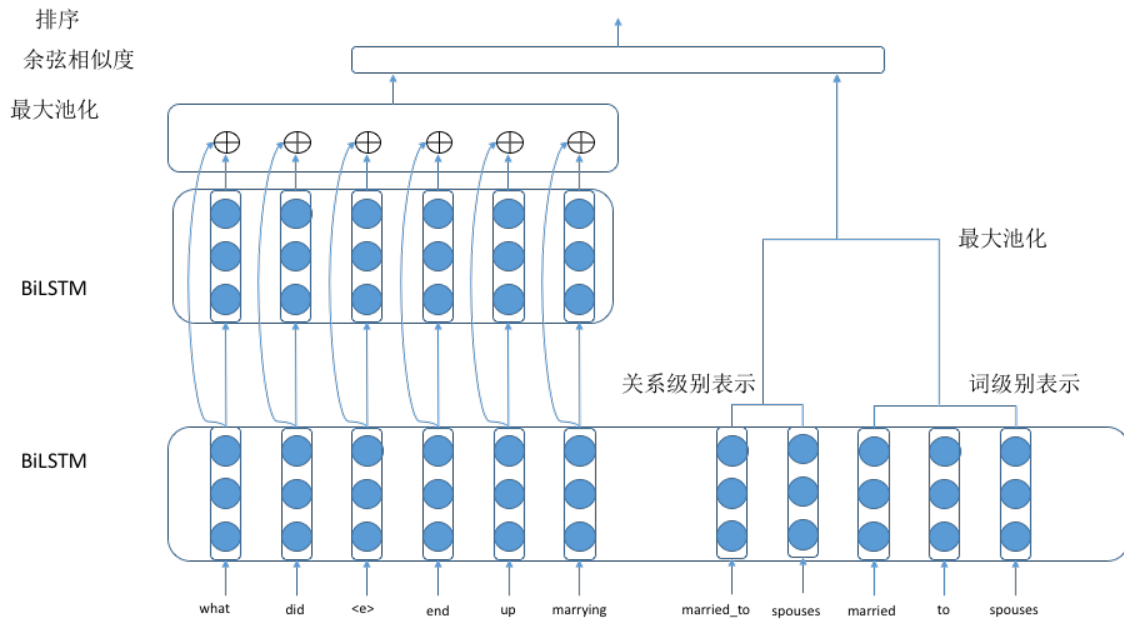 排序
余弦相似度
最大池化
最大池化
BiLSTM
关系级别表示 词级别表示
BiLSTM
what did <e> end up marrying married_to spouses married to spouses